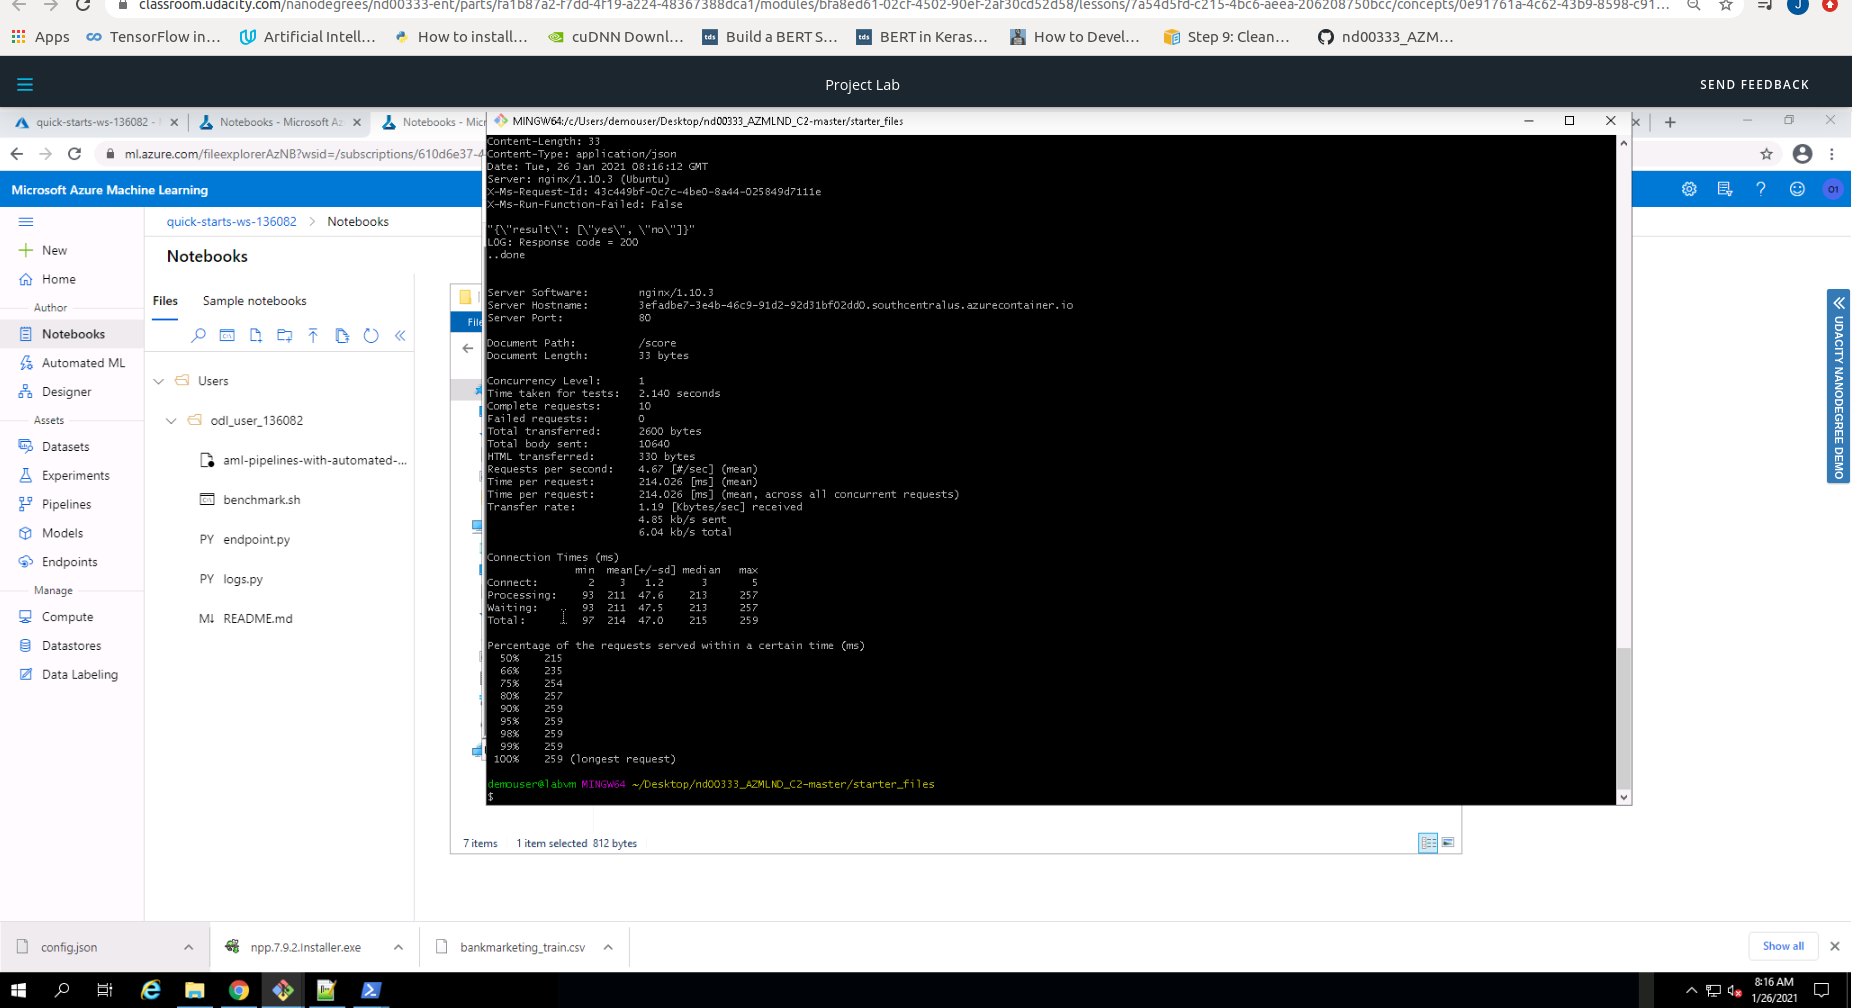 classroom.udacity.com/nanodegrees/nd00333-ent/parts/fa1b87a2-f7dd-4f19-a224-48367388dca1/modules/bfa8ed61-02cf-4502-90ef-2af30cd52d58/lessons/7a54d5fd-c215-4bc6-aeea-206208750bcc/concepts/0e91761a-4c62-43b9-8598-c91...
J
Apps TensorFlow in... Artificial Intell... How to install... cuDNN Downl... Build a BERT S... BERT in Keras... How to Devel... Step 9: Clean... nd00333_AZM...
Project Lab
SEND FEEDBACK
quick-starts-ws-136082 - Notebooks - Microsoft Az Notebooks - Micr
MINGW64:/c/Users/demouser/Desktop/nd00333_AZMLND_C2-master/starter_files
ml.azure.com/fileexplorerAzNB?wsid=/subscriptions/610d6e37-4
Microsoft Azure Machine Learning
O1
quick-starts-ws-136082 > Notebooks
New
Home
Author
Notebooks
Automated ML
Designer
Assets
Datasets
Experiments
Pipelines
Models
Endpoints
Manage
Compute
Datastores
Data Labeling
Notebooks
Files Sample notebooks
Users
odl_user_136082
aml-pipelines-with-automated-...
benchmark.sh
PY endpoint.py
PY logs.py
M↓ README.md
File
Content-Length: 33
Content-Type: application/json
Date: Tue, 26 Jan 2021 08:16:12 GMT
Server: nginx/1.10.3 (Ubuntu)
X-Ms-Request-Id: 43c449bf-0c7c-4be0-8a44-025849d7111e
X-Ms-Run-Function-Failed: False
"{\"result\": [\"yes\", \"no\"]}"
LOG: Response code = 200
..done
Server Software: nginx/1.10.3
Server Hostname: 3efadbe7-3e4b-46c9-91d2-92d31bf02dd0.southcentralus.azurecontainer.io
Server Port: 80
Document Path: /score
Document Length: 33 bytes
Concurrency Level: 1
Time taken for tests: 2.140 seconds
Complete requests: 10
Failed requests: 0
Total transferred: 2600 bytes
Total body sent: 10640
HTML transferred: 330 bytes
Requests per second: 4.67 [#/sec] (mean)
Time per request: 214.026 [ms] (mean)
Time per request: 214.026 [ms] (mean, across all concurrent requests)
Transfer rate: 1.19 [Kbytes/sec] received
4.85 kb/s sent
6.04 kb/s total
Connection Times (ms)
min mean[+/-sd] median max
Connect: 2 3 1.2 3 5
Processing: 93 211 47.6 213 257
Waiting: 93 211 47.5 213 257
Total: 97 214 47.0 215 259
Percentage of the requests served within a certain time (ms)
50% 215
66% 235
75% 254
80% 257
90% 259
95% 259
98% 259
99% 259
100% 259 (longest request)
demouser@labvm MINGW64 ~/Desktop/nd00333_AZMLND_C2-master/starter_files
$
UDACITY NANODEGREE DEMO
7 items 1 item selected 812 bytes
config.json npp.7.9.2.Installer.exe bankmarketing_train.csv Show all
8:16 AM
1/26/2021